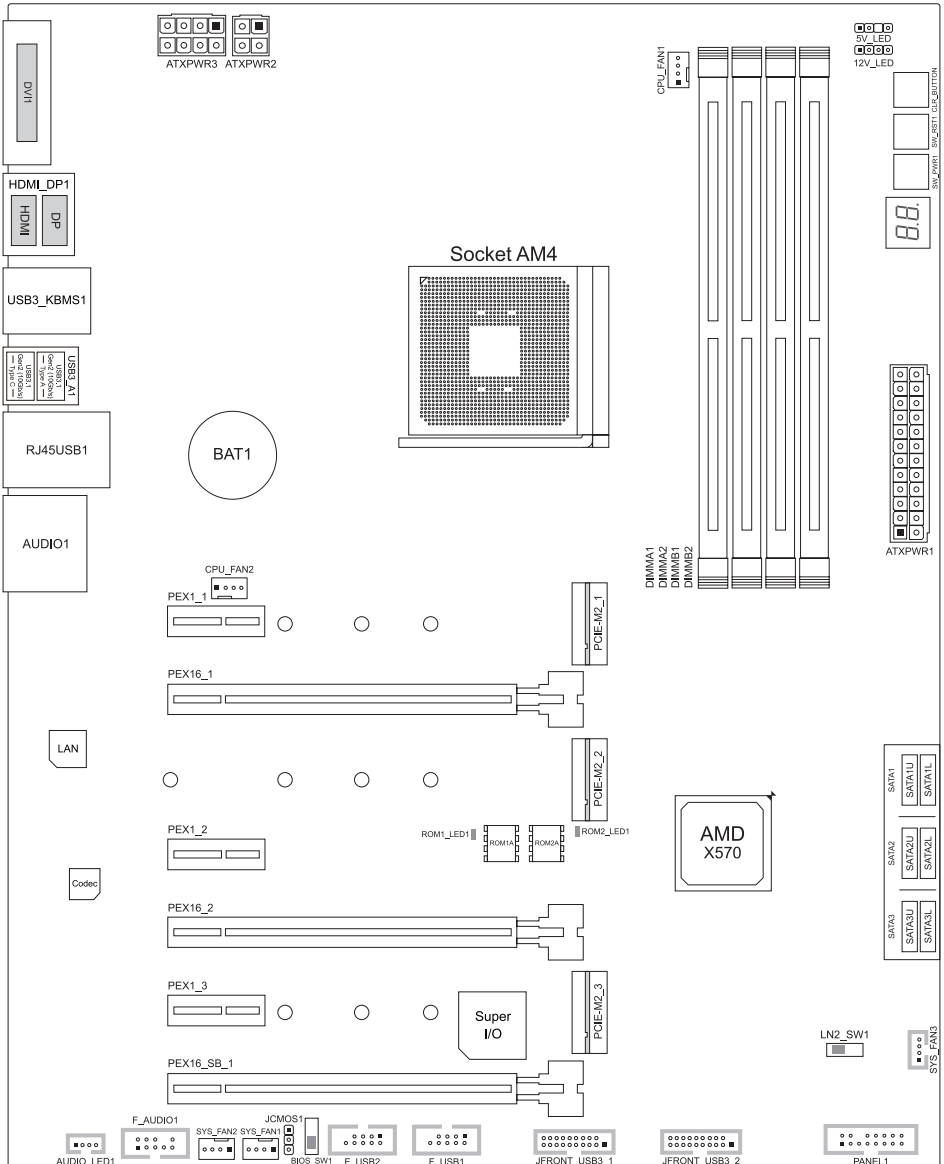 ATXPWR3
ATXPWR2
CPU_FAN1
5V_LED
12V_LED
CLR_BUTTON
SW_RST1
SW_PWR1
8.8.
DVI1
HDMI_DP1
HDMI
DP
USB3_KBMS1
USB3_A1
USB3.1
Gen2 (10Gb/s)
— Type A —
USB3.1
Gen2 (10Gb/s)
— Type C —
RJ45USB1
AUDIO1
Socket AM4
BAT1
ATXPWR1
DIMMA1
DIMMA2
DIMMB1
DIMMB2
CPU_FAN2
PEX1_1
PCIE-M2_1
PEX16_1
LAN
PCIE-M2_2
ROM1_LED1
ROM1A
ROM2A
ROM2_LED1
AMD
X570
SATA1
SATA1U
SATA1L
SATA2
SATA2U
SATA2L
SATA3
SATA3U
SATA3L
PEX1_2
Codec
PEX16_2
PEX1_3
Super
I/O
PCIE-M2_3
LN2_SW1
SYS_FAN3
PEX16_SB_1
AUDIO_LED1
F_AUDIO1
SYS_FAN2
SYS_FAN1
JCMOS1
BIOS_SW1
F_USB2
F_USB1
JFRONT_USB3_1
JFRONT_USB3_2
PANEL1